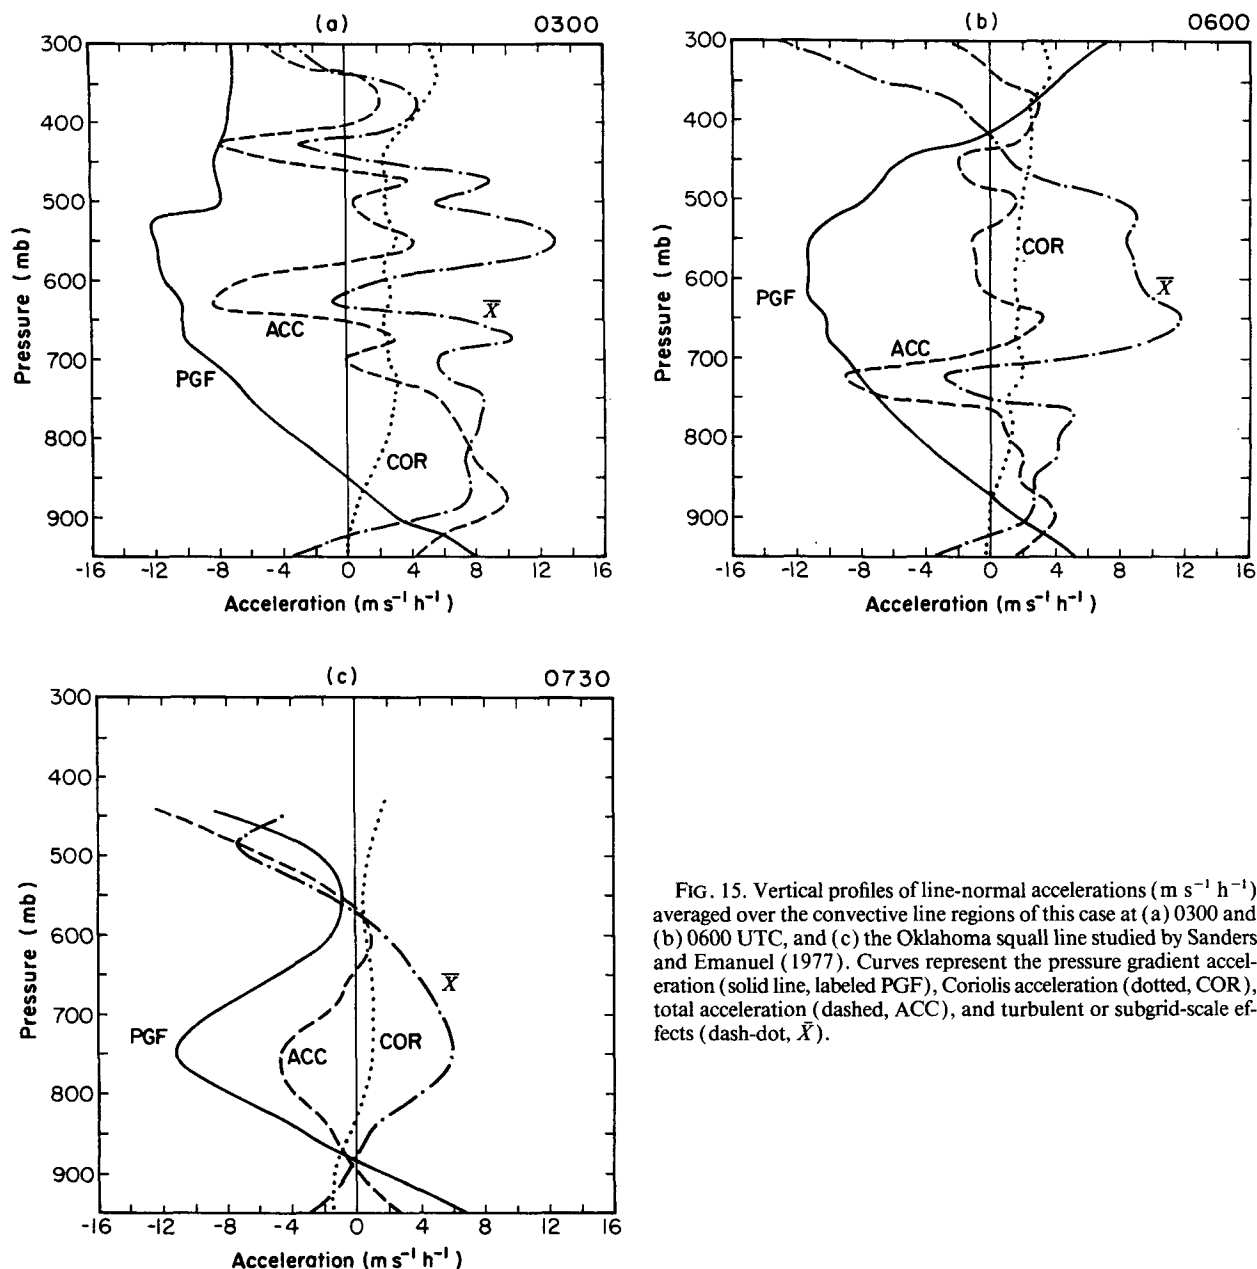 (a) 0300
300
400
500
600
700
800
900
Pressure (mb)
PGF
ACC
X̄
COR
-16 -12 -8 -4 0 4 8 12 16
Acceleration (m s⁻¹ h⁻¹)
(b) 0600
300
400
500
600
700
800
900
Pressure (mb)
COR
PGF
X̄
ACC
-16 -12 -8 -4 0 4 8 12 16
Acceleration (m s⁻¹ h⁻¹)
(c) 0730
300
400
500
600
700
800
900
Pressure (mb)
X̄
PGF
ACC
COR
-16 -12 -8 -4 0 4 8 12 16
Acceleration (m s⁻¹ h⁻¹)
FIG. 15. Vertical profiles of line-normal accelerations (m s⁻¹ h⁻¹)
averaged over the convective line regions of this case at (a) 0300 and
(b) 0600 UTC, and (c) the Oklahoma squall line studied by Sanders
and Emanuel (1977). Curves represent the pressure gradient accel-
eration (solid line, labeled PGF), Coriolis acceleration (dotted, COR),
total acceleration (dashed, ACC), and turbulent or subgrid-scale ef-
fects (dash-dot, X̄).